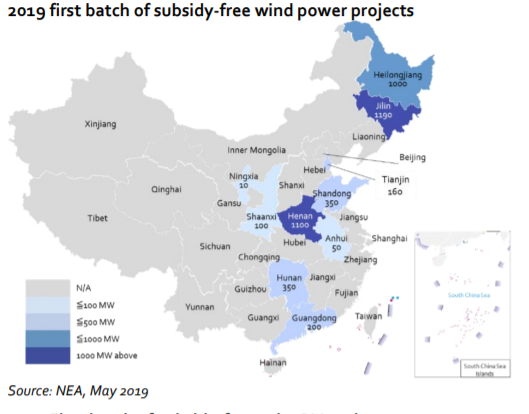 2019 first batch of subsidy-free wind power projects
Heilongjiang
1000
Jilin
1190
Xinjiang
Liaoning
Inner Mongolia
Beijing
Hebei
Ningxia
10
Tianjin
160
Shanxi
Qinghai
Shandong
350
Gansu
Shaanxi
100
Henan
1100
Jiangsu
Tibet
Anhui
50
Shanghai
Hubei
Sichuan
Chongqing
Zhejiang
Hunan
350
Jiangxi
Guizhou
Fujian
Yunnan
Guangxi
Guangdong
200
Taiwan
Hainan
South China Sea
South China Sea
Islands
N/A
≦100 MW
≦500 MW
≦1000 MW
1000 MW above
Source: NEA, May 2019